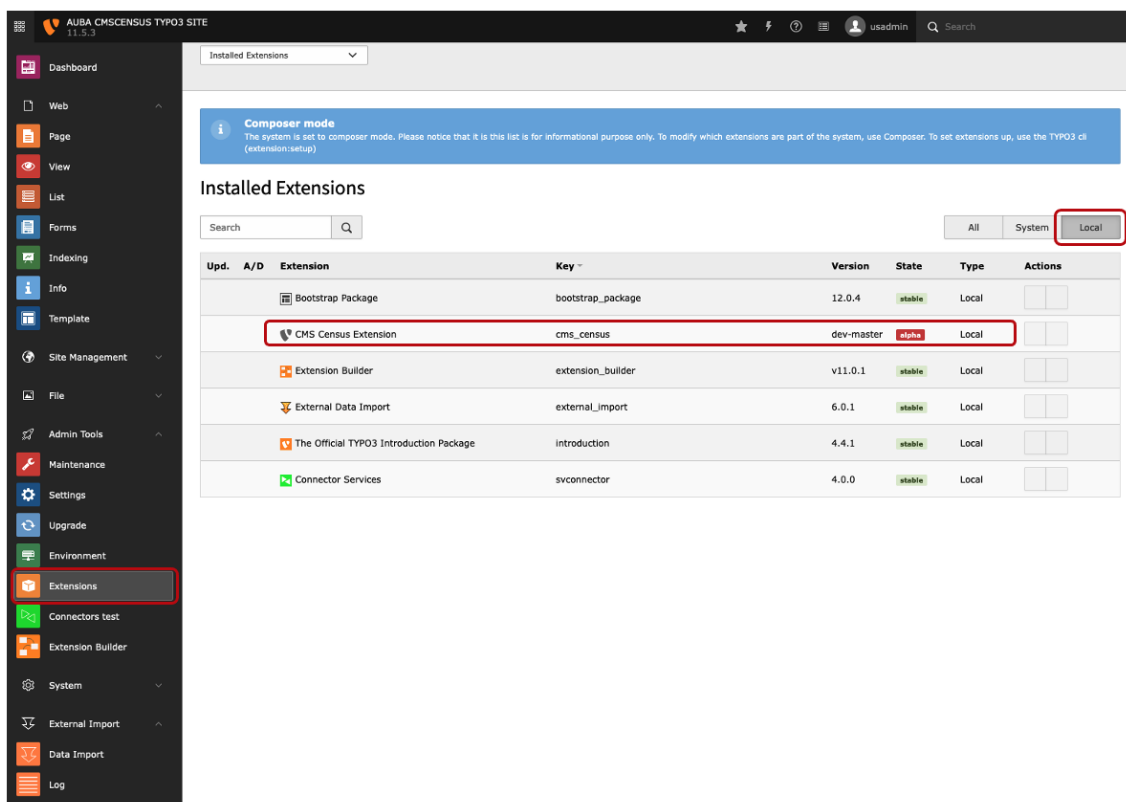 AUBA CMSCENSUS TYPO3 SITE
11.5.3
usadmin
Search
Dashboard
Web
Page
View
List
Forms
Indexing
Info
Template
Site Management
File
Admin Tools
Maintenance
Settings
Upgrade
Environment
Extensions
Connectors test
Extension Builder
System
External Import
Data Import
Log
Installed Extensions
Composer mode
The system is set to composer mode. Please notice that it is this list is for informational purpose only. To modify which extensions are part of the system, use Composer. To set extensions up, use the TYPO3 cli
(extension:setup)
Installed Extensions
Search
All System Local
Upd. A/D Extension Key Version State Type Actions
Bootstrap Package bootstrap_package 12.0.4 stable Local
CMS Census Extension cms_census dev-master alpha Local
Extension Builder extension_builder v11.0.1 stable Local
External Data Import external_import 6.0.1 stable Local
The Official TYPO3 Introduction Package introduction 4.4.1 stable Local
Connector Services svconnector 4.0.0 stable Local